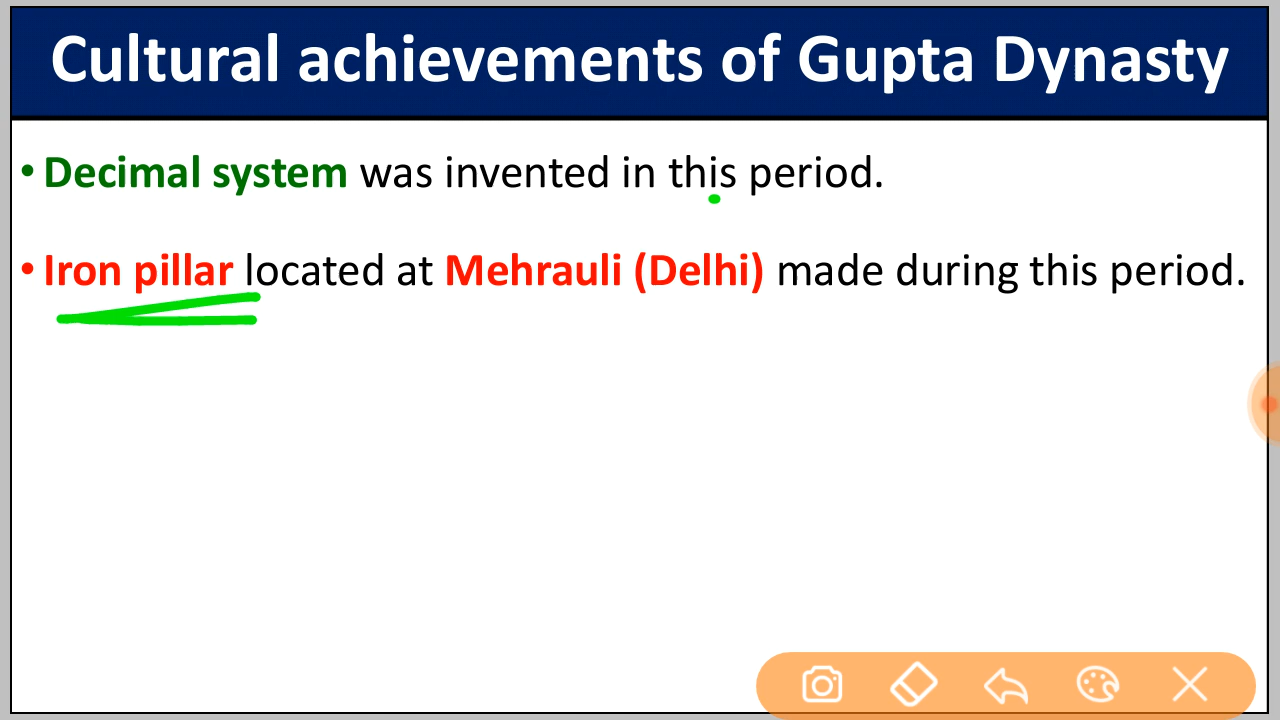 Cultural achievements of Gupta Dynasty
• Decimal system was invented in this period.
• Iron pillar located at Mehrauli (Delhi) made during this period.